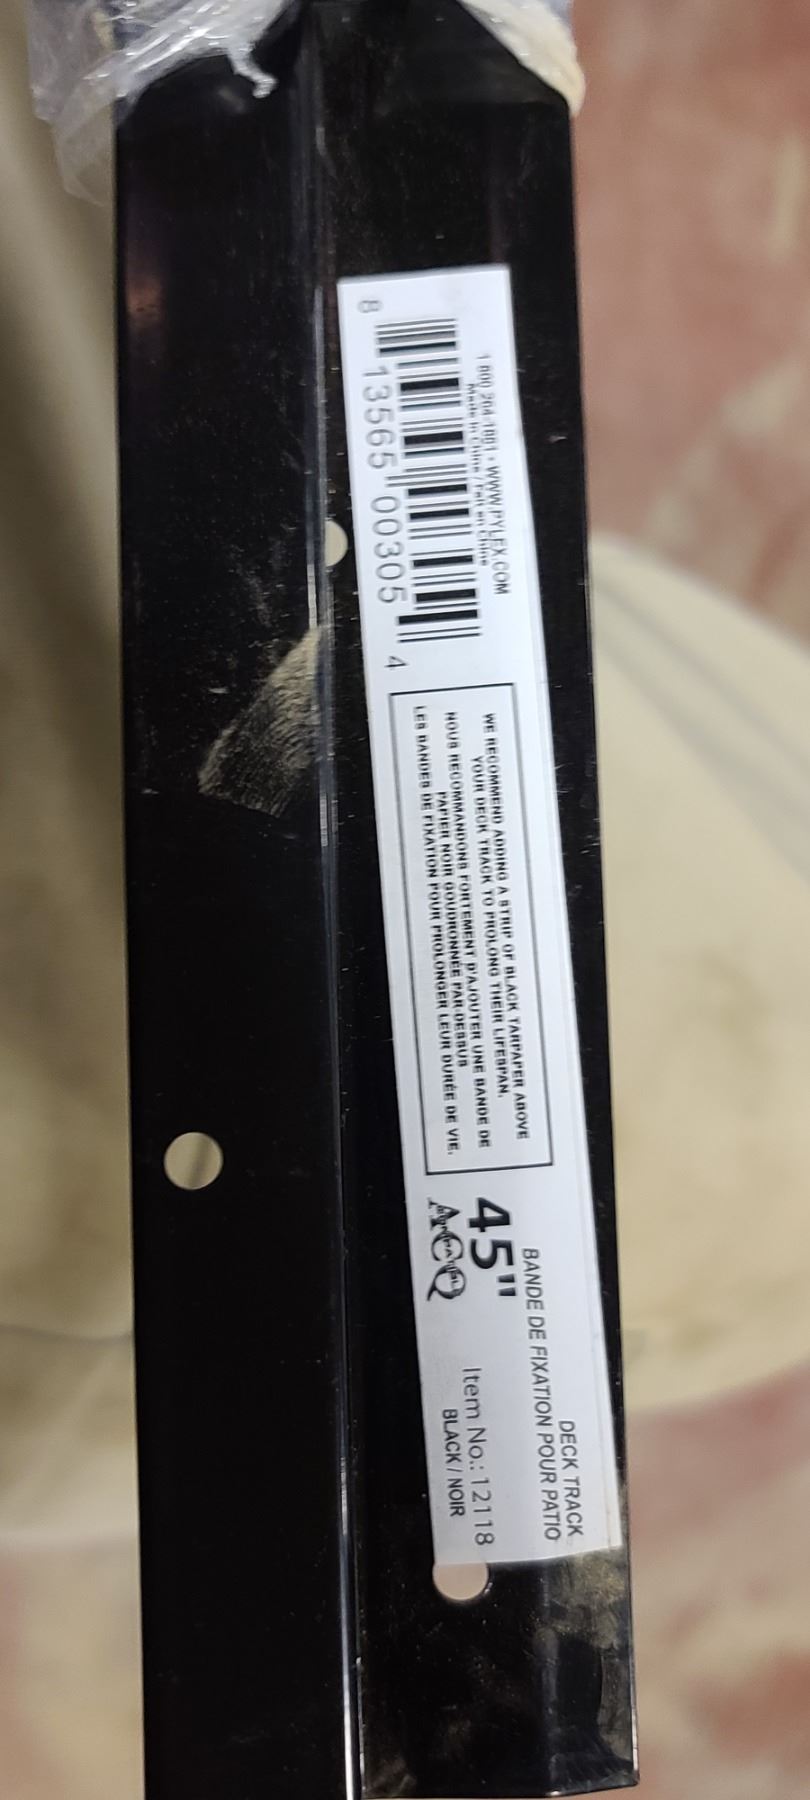 DECK TRACK
BANDE DE FIXATION POUR PATIO
45"
ACQ
Item No.: 12118
BLACK / NOIR
WE RECOMMEND ADDING A STRIP OF BLACK TARPAPER ABOVE
YOUR DECK TRACK TO PROLONG THEIR LIFESPAN.
NOUS RECOMMANDONS FORTEMENT D'AJOUTER UNE BANDE DE
PAPIER NOIR GOUDRONNÉE PAR-DESSUS
LES BANDES DE FIXATION POUR PROLONGER LEUR DURÉE DE VIE.
1 800 264-1881 • WWW.PYLEX.COM
Made in China / Fait en Chine
8 13565 00305 4